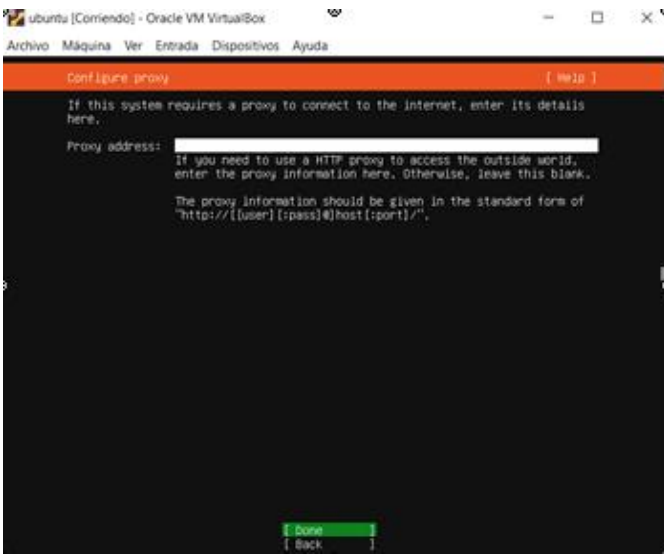 ubuntu [Corriendo] - Oracle VM VirtualBox
Archivo Máquina Ver Entrada Dispositivos Ayuda
Configure proxy [ Help ]
If this system requires a proxy to connect to the internet, enter its details
here.
Proxy address:
If you need to use a HTTP proxy to access the outside world,
enter the proxy information here. Otherwise, leave this blank.
The proxy information should be given in the standard form of
"http://[[user][:pass]@]host[:port]/".
[ Done ]
[ Back ]